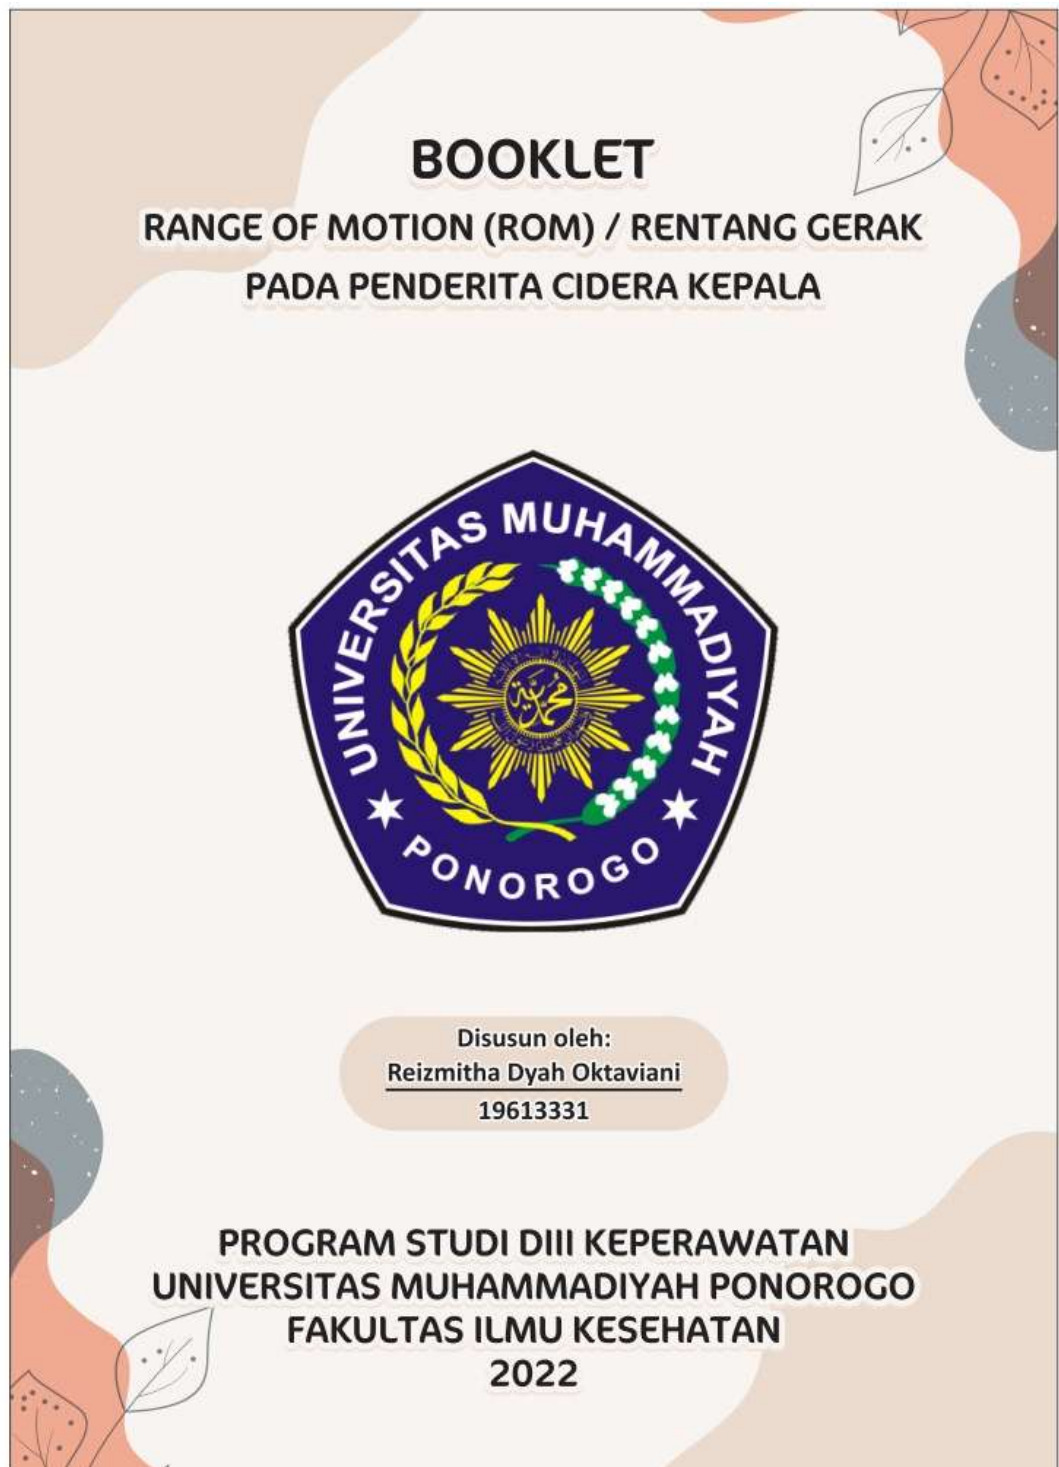 BOOKLET
RANGE OF MOTION (ROM) / RENTANG GERAK
PADA PENDERITA CIDERA KEPALA
UNIVERSITAS MUHAMMADIYAH
PONOROGO
Disusun oleh:
Reizmitha Dyah Oktaviani
19613331
PROGRAM STUDI DIII KEPERAWATAN
UNIVERSITAS MUHAMMADIYAH PONOROGO
FAKULTAS ILMU KESEHATAN
2022